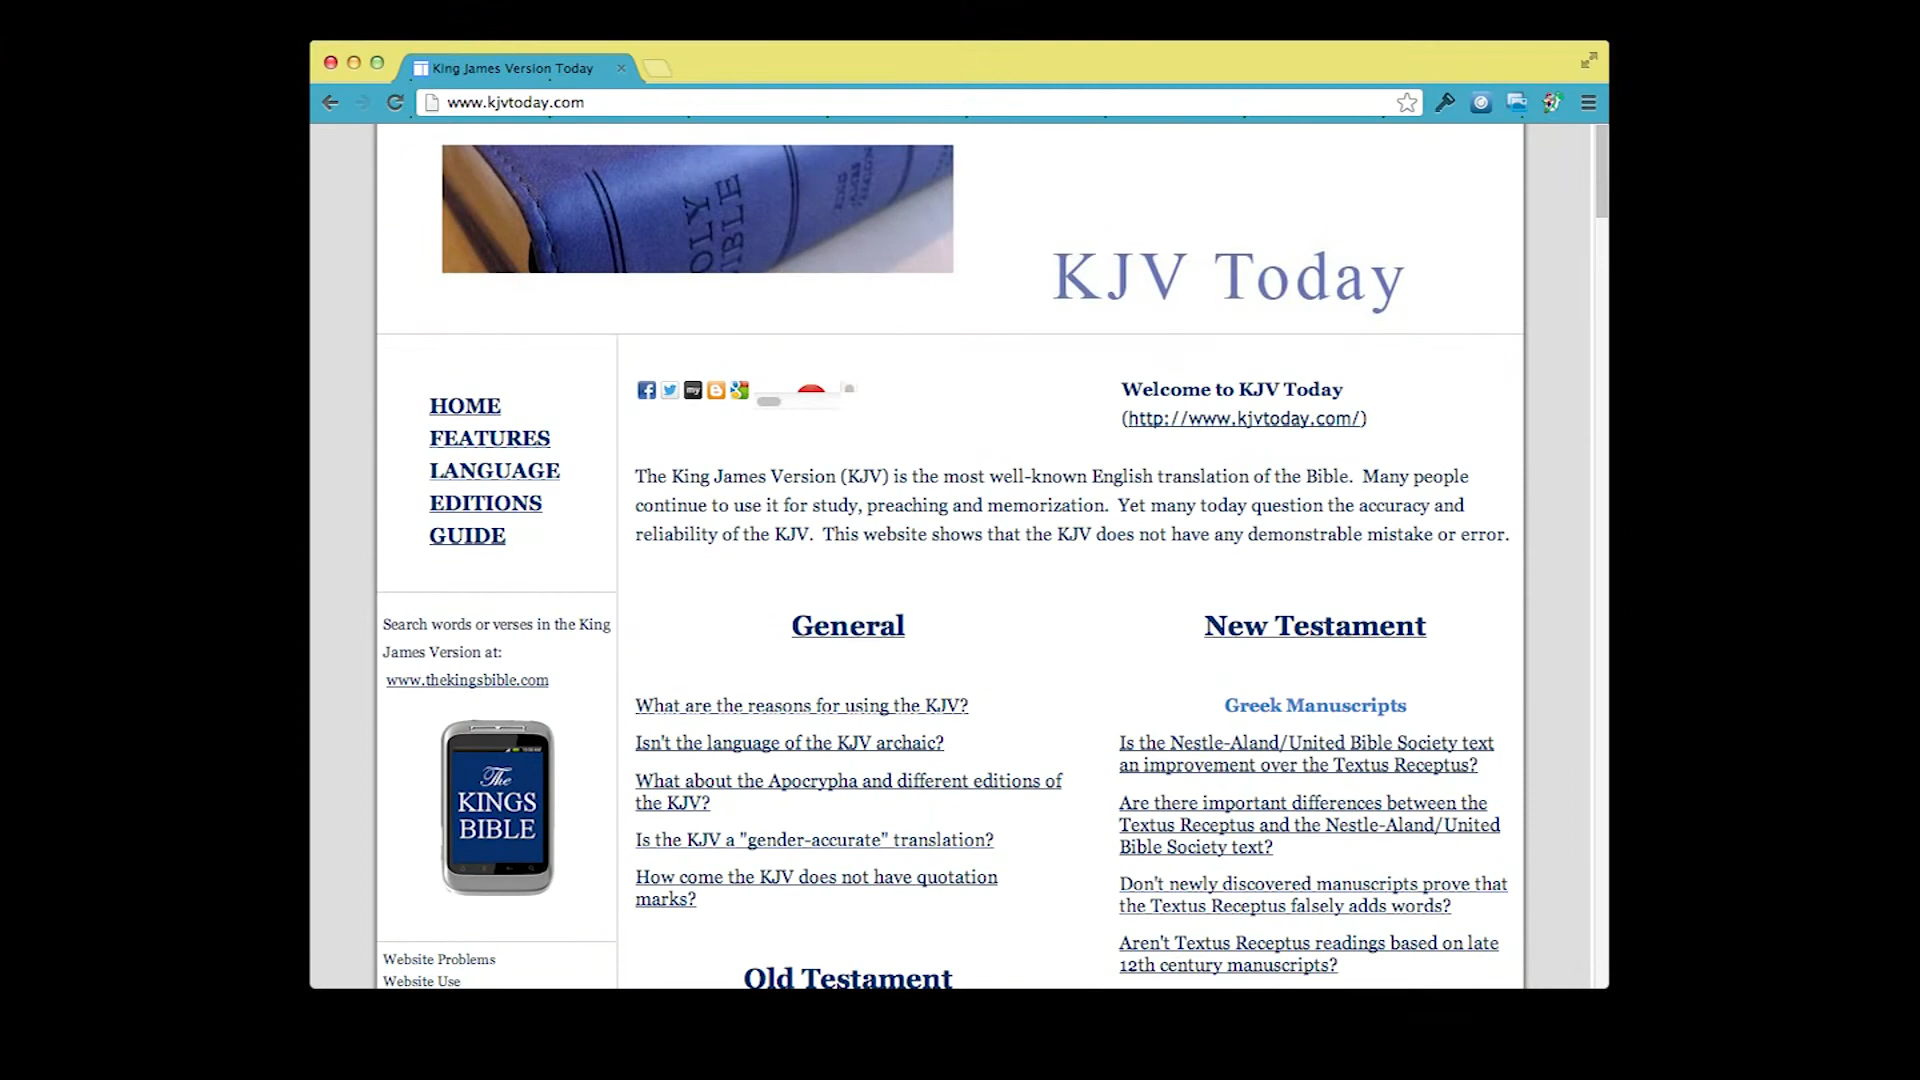 King James Version Today
www.kjvtoday.com
HOLY
BIBLE
KING
JAMES
VERSION
KJV Today
HOME
FEATURES
LANGUAGE
EDITIONS
GUIDE
Search words or verses in the King
James Version at:
www.thekingsbible.com
The
KINGS
BIBLE
Website Problems
Website Use
my
Welcome to KJV Today
(http://www.kjvtoday.com/)
The King James Version (KJV) is the most well-known English translation of the Bible.  Many people
continue to use it for study, preaching and memorization.  Yet many today question the accuracy and
reliability of the KJV.  This website shows that the KJV does not have any demonstrable mistake or error.
General
What are the reasons for using the KJV?
Isn't the language of the KJV archaic?
What about the Apocrypha and different editions of
the KJV?
Is the KJV a "gender-accurate" translation?
How come the KJV does not have quotation
marks?
Old Testament
New Testament
Greek Manuscripts
Is the Nestle-Aland/United Bible Society text
an improvement over the Textus Receptus?
Are there important differences between the
Textus Receptus and the Nestle-Aland/United
Bible Society text?
Don't newly discovered manuscripts prove that
the Textus Receptus falsely adds words?
Aren't Textus Receptus readings based on late
12th century manuscripts?